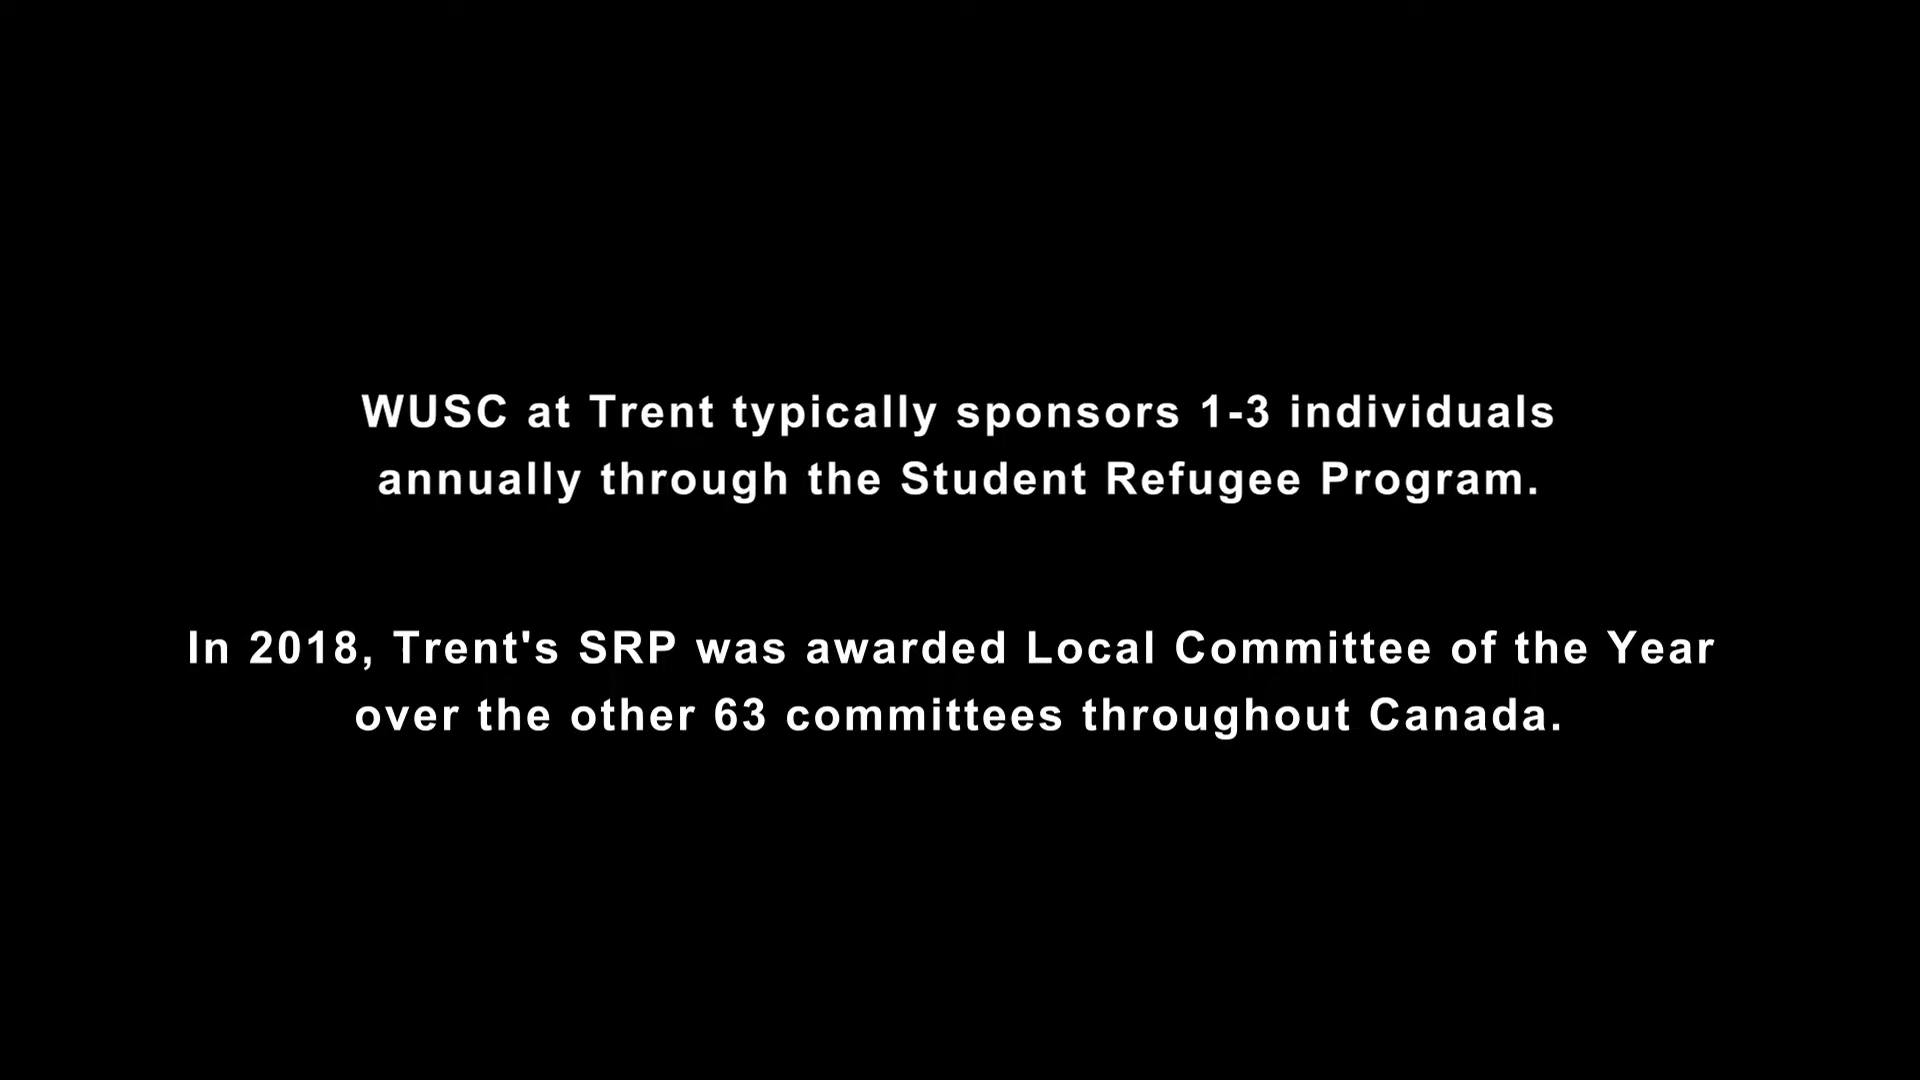 WUSC at Trent typically sponsors 1-3 individuals
annually through the Student Refugee Program.
In 2018, Trent's SRP was awarded Local Committee of the Year
over the other 63 committees throughout Canada.